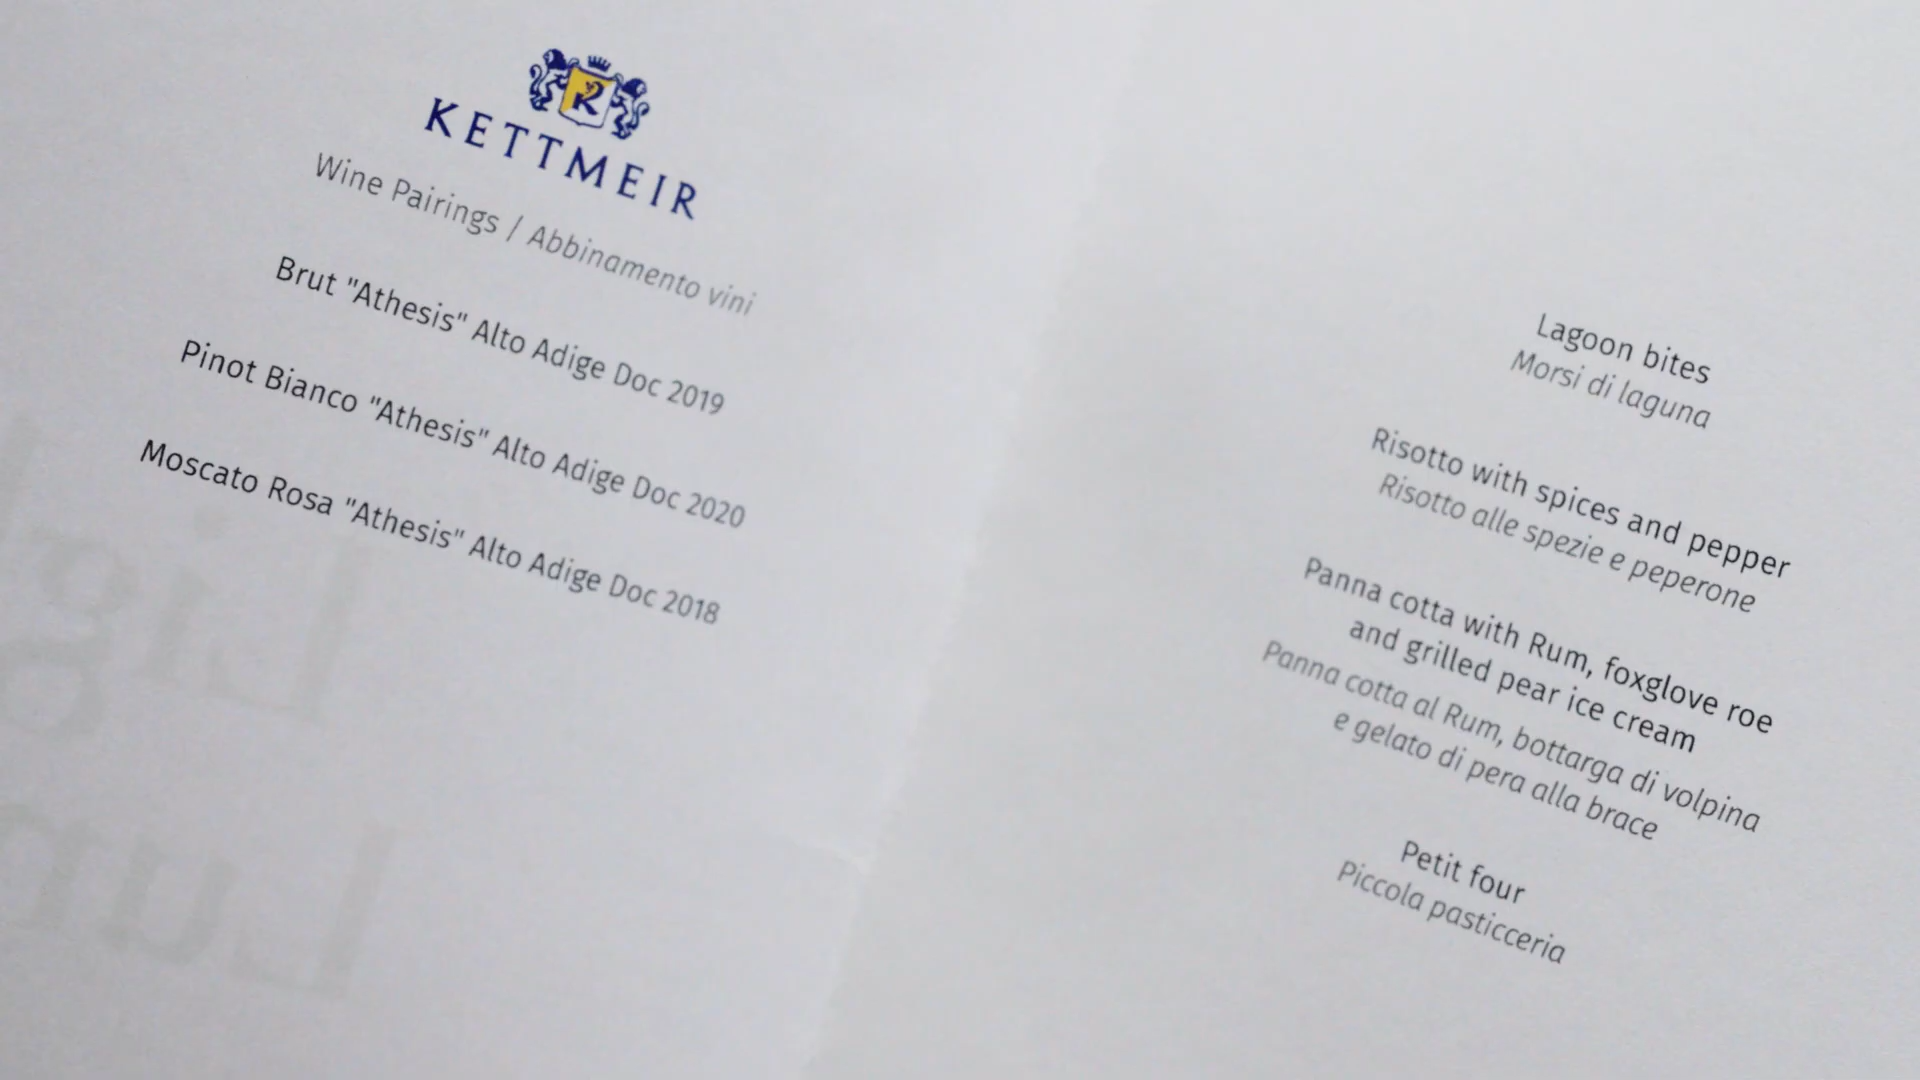 KETTMEIR
Wine Pairings / Abbinamento vini
Brut "Athesis" Alto Adige Doc 2019
Pinot Bianco "Athesis" Alto Adige Doc 2020
Moscato Rosa "Athesis" Alto Adige Doc 2018
Lagoon bites
Morsi di laguna
Risotto with spices and pepper
Risotto alle spezie e peperone
Panna cotta with Rum, foxglove roe
and grilled pear ice cream
Panna cotta al Rum, bottarga di volpina
e gelato di pera alla brace
Petit four
Piccola pasticceria